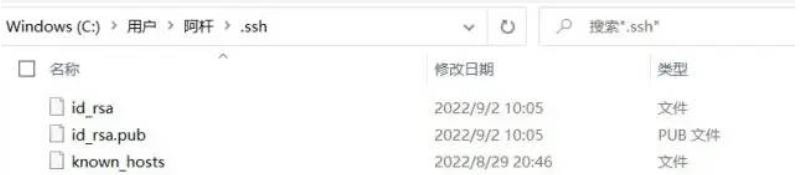 Windows (C:) > 用户 > 阿杆 > .ssh 搜索".ssh"
名称 修改日期 类型
id_rsa 2022/9/2 10:05 文件
id_rsa.pub 2022/9/2 10:05 PUB 文件
known_hosts 2022/8/29 20:46 文件